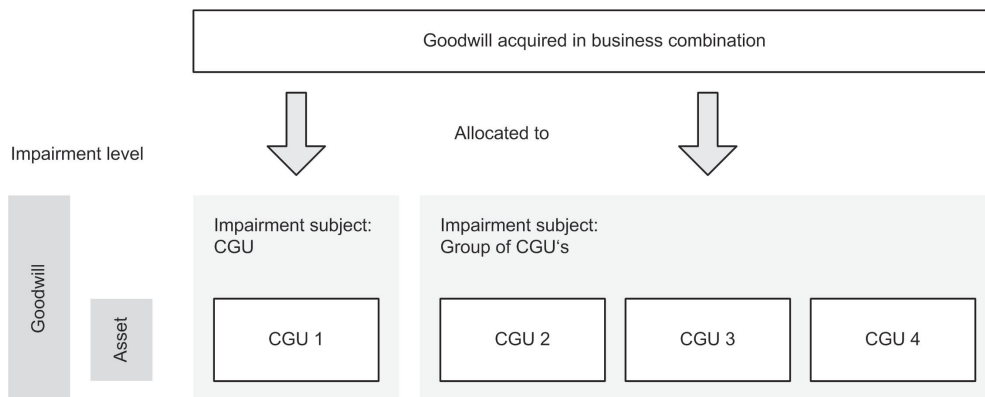 Goodwill acquired in business combination
Allocated to
Impairment level
Impairment subject:
CGU
Impairment subject:
Group of CGU‘s
Goodwill
Asset
CGU 1
CGU 2
CGU 3
CGU 4